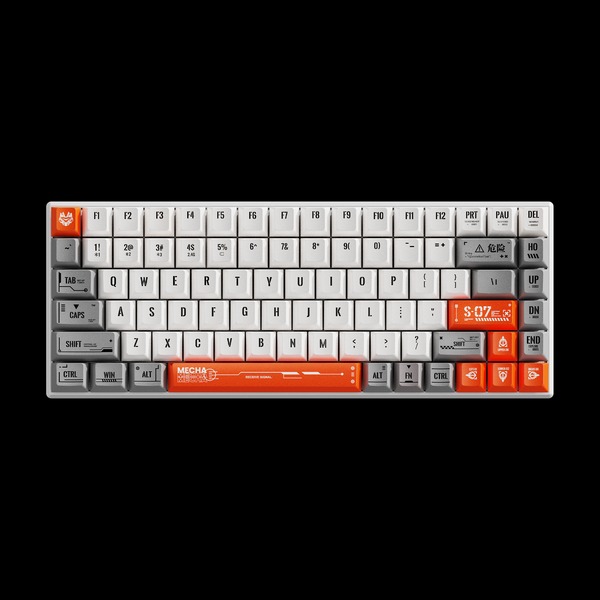 F1 F2 F3 F4 F5 F6 F7 F8 F9 F10 F11 F12 PRT PAU DEL
~` 1! 2@ 3# 4$ 5% 6^ 7& 8* 9( 0) -- =+ ⚠ 危险 HO
TAB Q W E R T Y U I O P { [ } ] \ | UP
CAPS A S D F G H J K L : ; " ' S-07 DN
SHIFT Z X C V B N M < > ? / SHIFT END
CTRL WIN ALT MECHA ALT FN CTRL